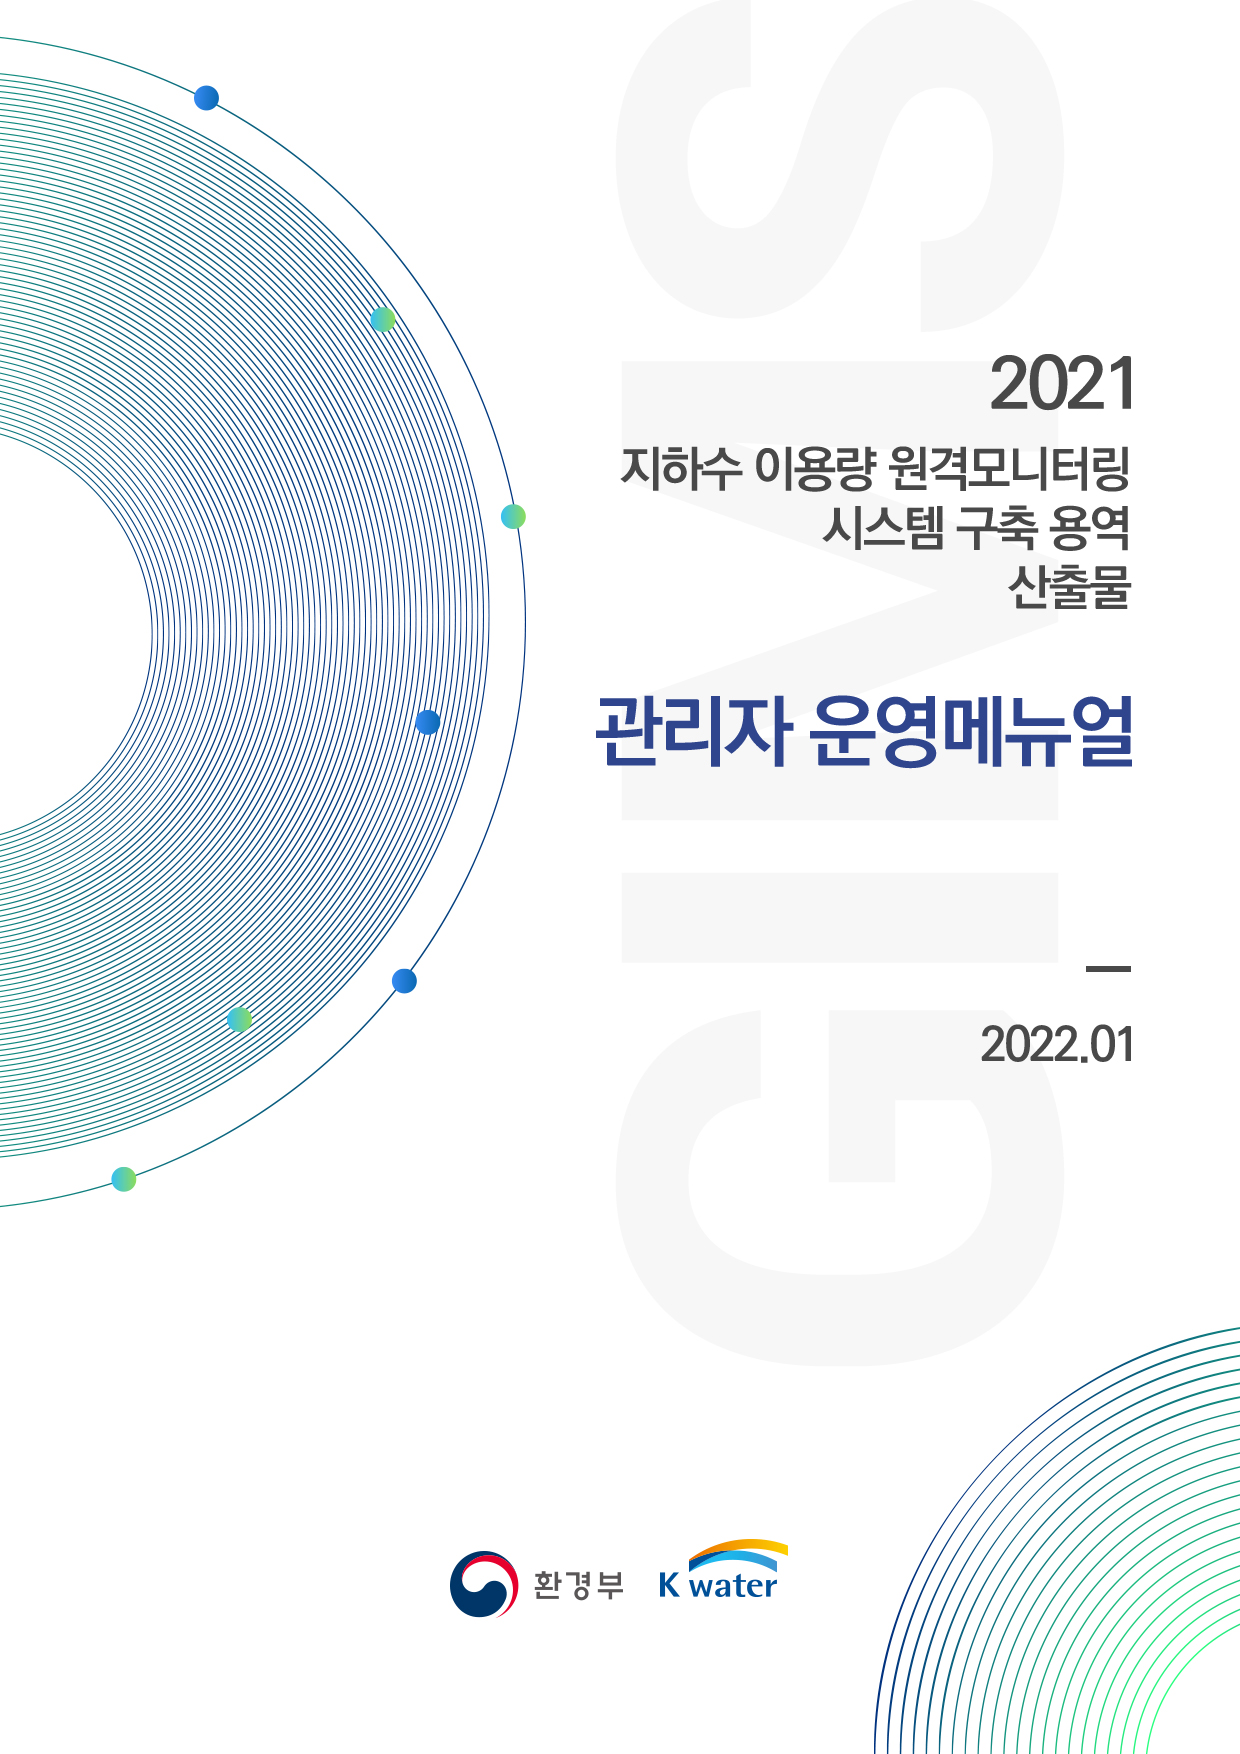 2021
지하수 이용량 원격모니터링
시스템 구축 용역
산출물
관리자 운영메뉴얼
2022.01
GIMS
환경부
K water